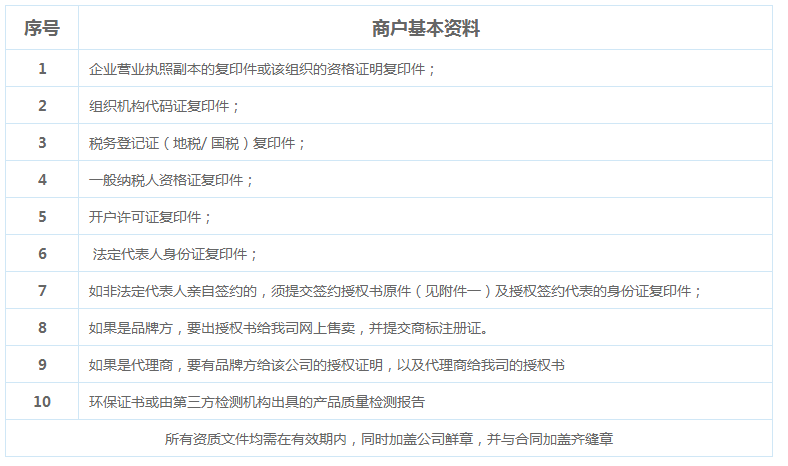 序号 商户基本资料
1 企业营业执照副本的复印件或该组织的资格证明复印件；
2 组织机构代码证复印件；
3 税务登记证（地税/ 国税）复印件；
4 一般纳税人资格证复印件；
5 开户许可证复印件；
6 法定代表人身份证复印件；
7 如非法定代表人亲自签约的，须提交签约授权书原件（见附件一）及授权签约代表的身份证复印件；
8 如果是品牌方，要出授权书给我司网上售卖，并提交商标注册证。
9 如果是代理商，要有品牌方给该公司的授权证明，以及代理商给我司的授权书
10 环保证书或由第三方检测机构出具的产品质量检测报告
所有资质文件均需在有效期内，同时加盖公司鲜章，并与合同加盖齐缝章